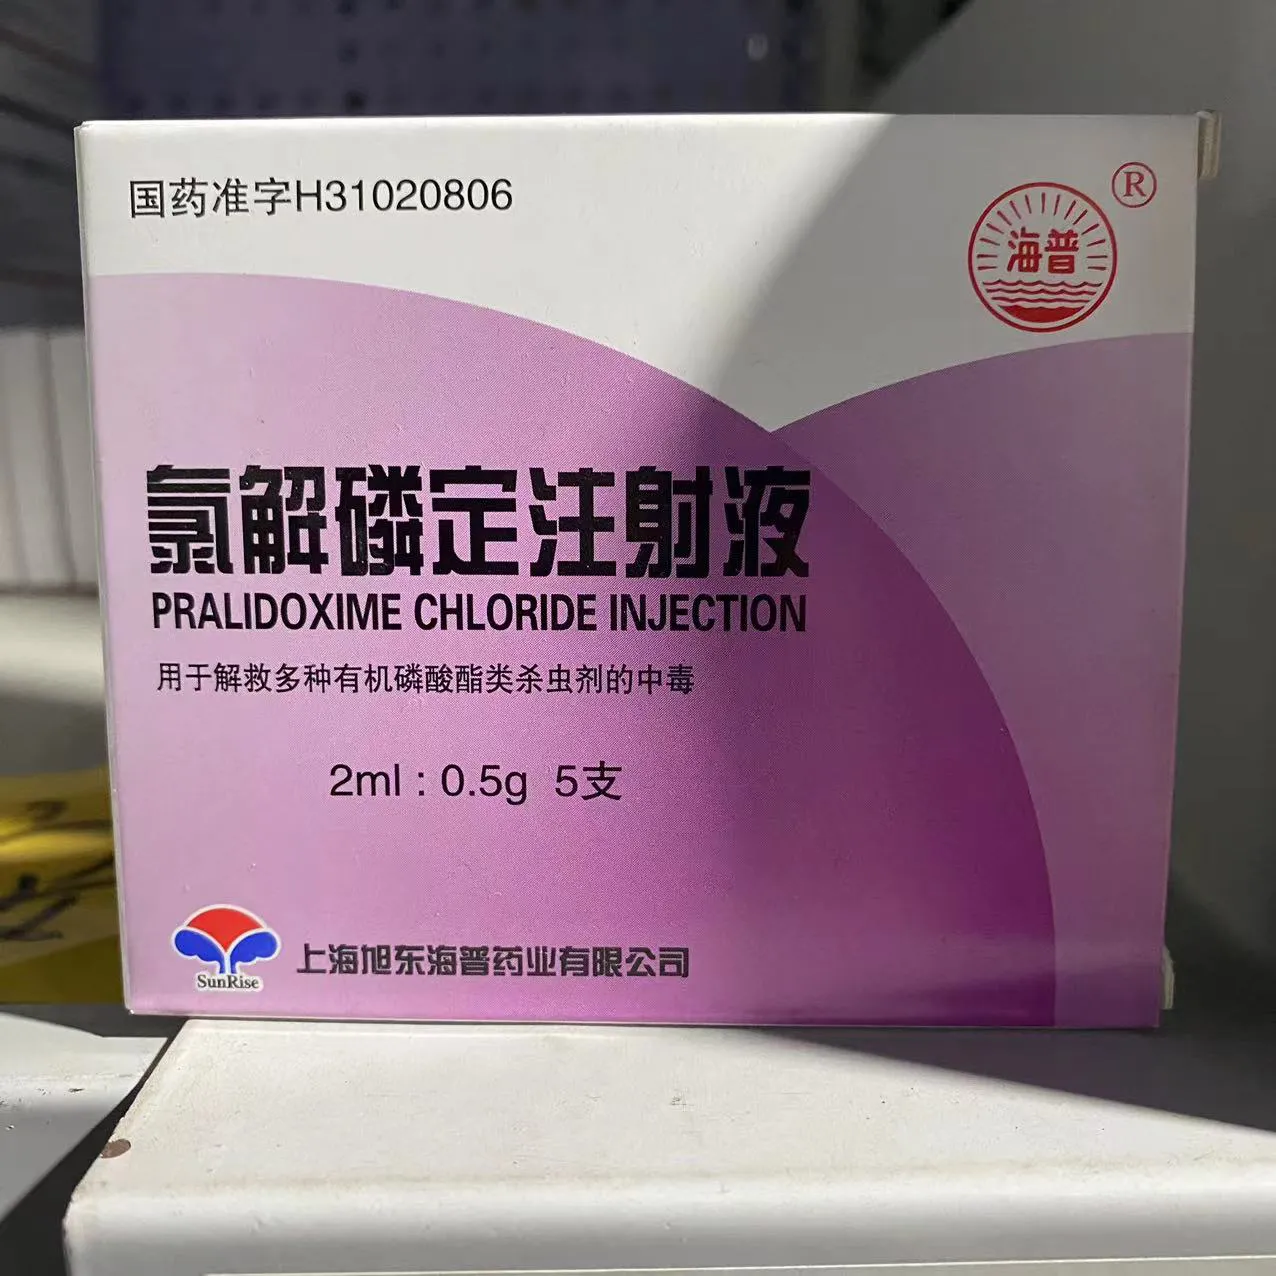 国药准字H31020806
海普
®
氯解磷定注射液
PRALIDOXIME CHLORIDE INJECTION
用于解救多种有机磷酸酯类杀虫剂的中毒
2ml : 0.5g 5支
SunRise
上海旭东海普药业有限公司